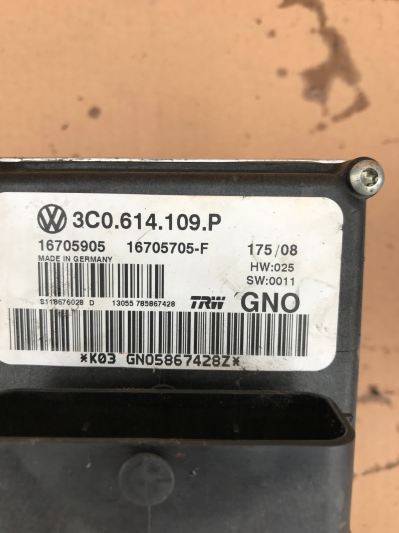 3C0.614.109.P
16705905 16705705-F 175/08
MADE IN GERMANY HW:025
SW:0011
S118676028 D 13055 785867428 TRW GNO
*K03 GNO5867428Z*